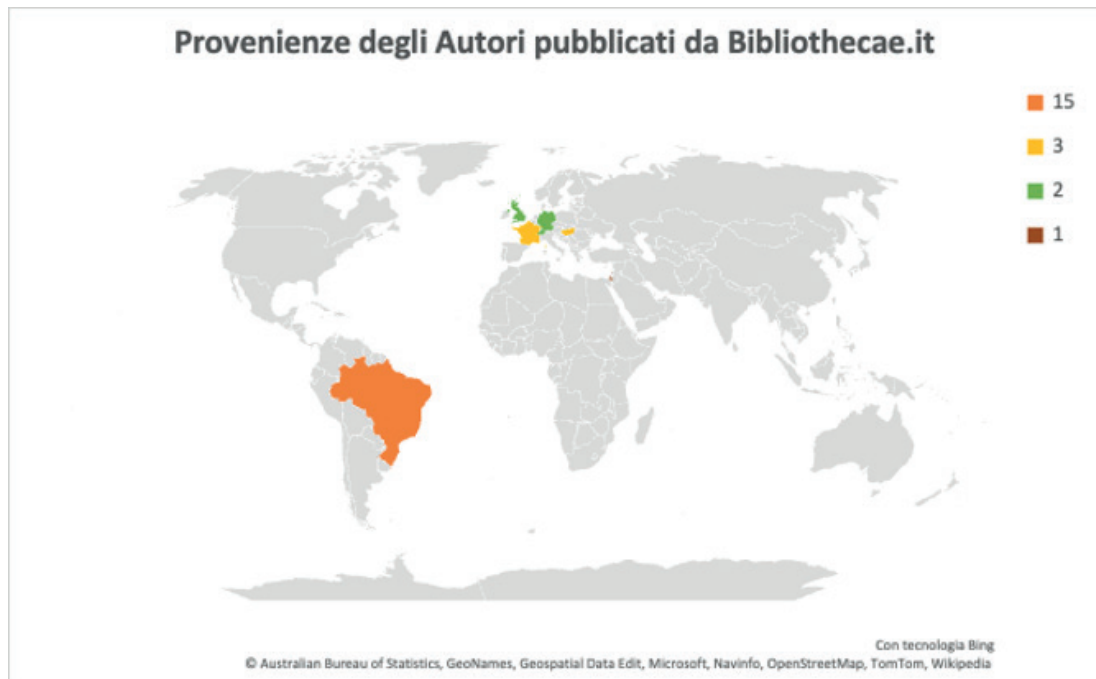 Provenienze degli Autori pubblicati da Bibliothecae.it
15
3
2
1
Con tecnologia Bing
© Australian Bureau of Statistics, GeoNames, Geospatial Data Edit, Microsoft, Navinfo, OpenStreetMap, TomTom, Wikipedia